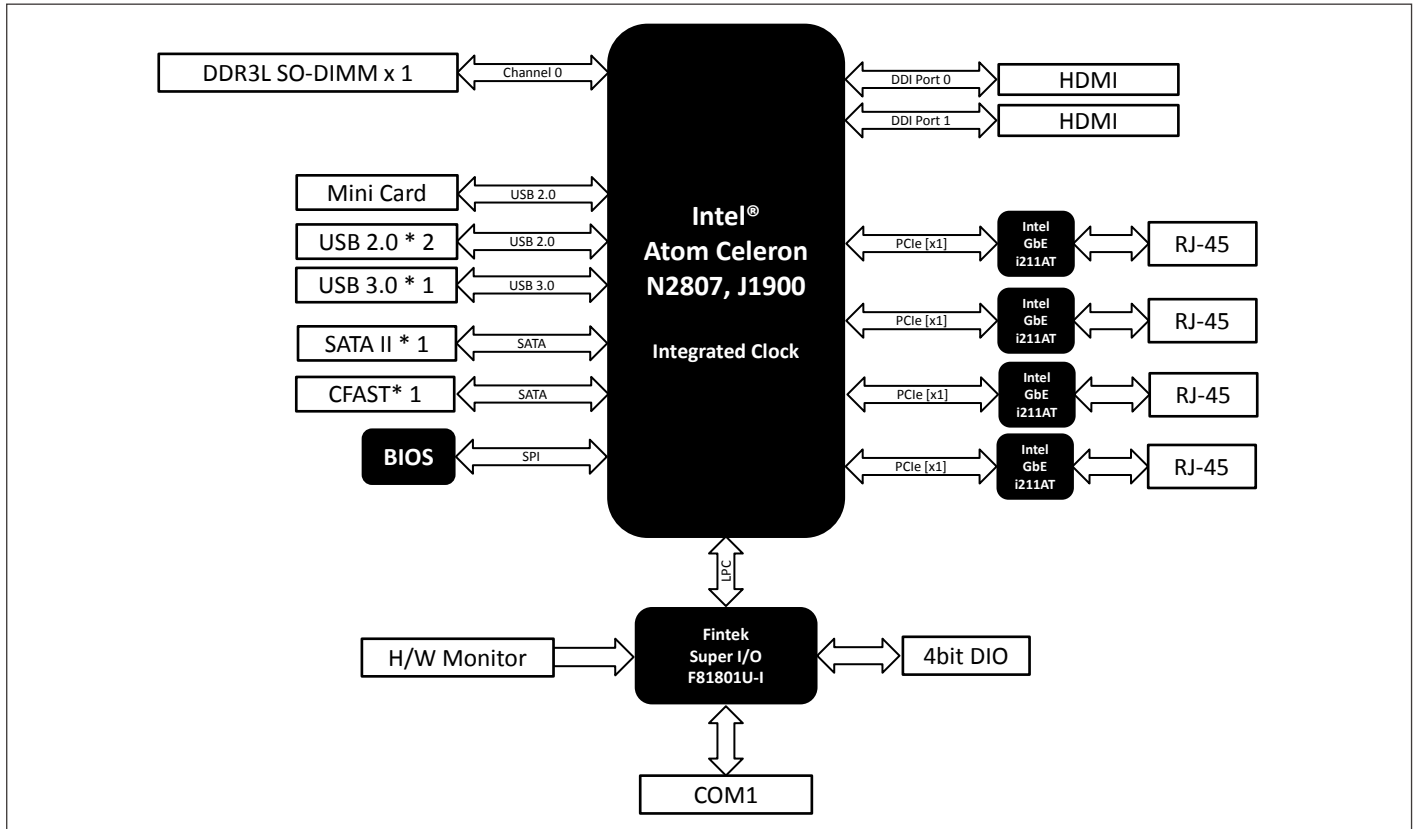 DDR3L SO-DIMM x 1
Channel 0
Mini Card
USB 2.0
USB 2.0 * 2
USB 2.0
USB 3.0 * 1
USB 3.0
SATA II * 1
SATA
CFAST* 1
SATA
BIOS
SPI
Intel®
Atom Celeron
N2807, J1900
Integrated Clock
DDI Port 0
HDMI
DDI Port 1
HDMI
PCIe [x1]
Intel
GbE
i211AT
RJ-45
PCIe [x1]
Intel
GbE
i211AT
RJ-45
PCIe [x1]
Intel
GbE
i211AT
RJ-45
PCIe [x1]
Intel
GbE
i211AT
RJ-45
LPC
H/W Monitor
Fintek
Super I/O
F81801U-I
4bit DIO
COM1